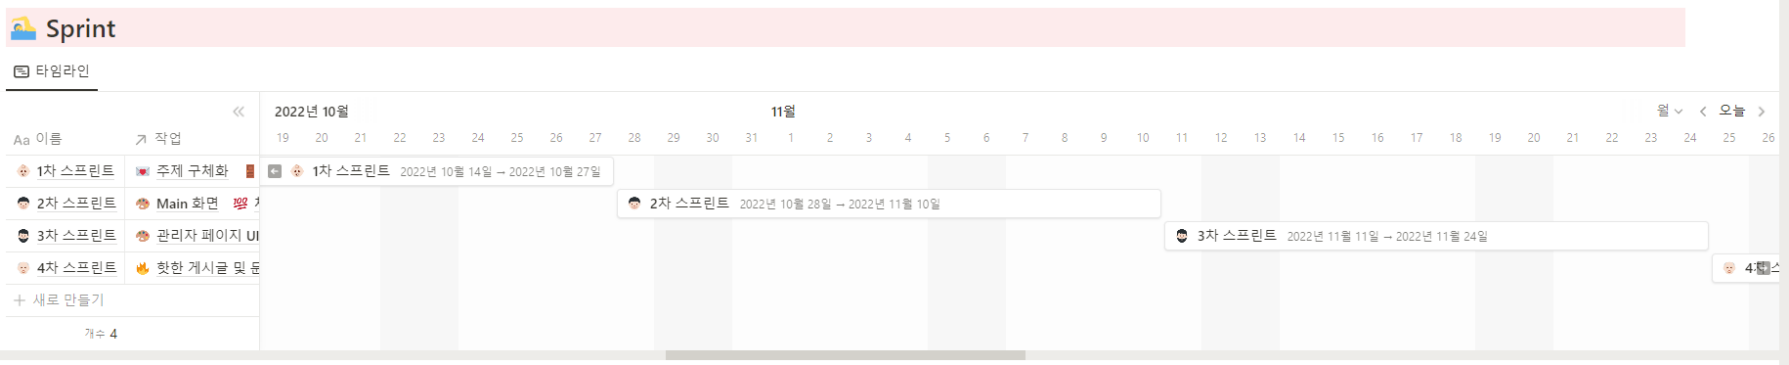 Sprint
타임라인
2022년 10월 11월 월 오늘
Aa 이름 작업 19 20 21 22 23 24 25 26 27 28 29 30 31 1 2 3 4 5 6 7 8 9 10 11 12 13 14 15 16 17 18 19 20 21 22 23 24 25 26
1차 스프린트 주제 구체화 1차 스프린트 2022년 10월 14일 → 2022년 10월 27일
2차 스프린트 Main 화면 2차 스프린트 2022년 10월 28일 → 2022년 11월 10일
3차 스프린트 관리자 페이지 UI 3차 스프린트 2022년 11월 11일 → 2022년 11월 24일
4차 스프린트 핫한 게시글 및
새로 만들기
개수 4